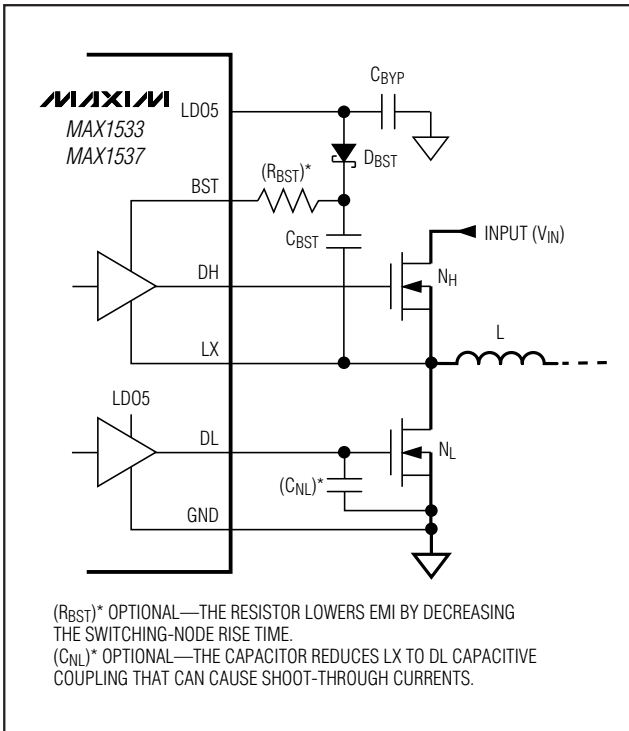 MAXIM
MAX1533
MAX1537
LDO5
CBYP
DBST
BST
(RBST)*
CBST
INPUT (VIN)
DH
NH
LX
L
LDO5
DL
NL
(CNL)*
GND
(RBST)* OPTIONAL—THE RESISTOR LOWERS EMI BY DECREASING
THE SWITCHING-NODE RISE TIME.
(CNL)* OPTIONAL—THE CAPACITOR REDUCES LX TO DL CAPACITIVE
COUPLING THAT CAN CAUSE SHOOT-THROUGH CURRENTS.